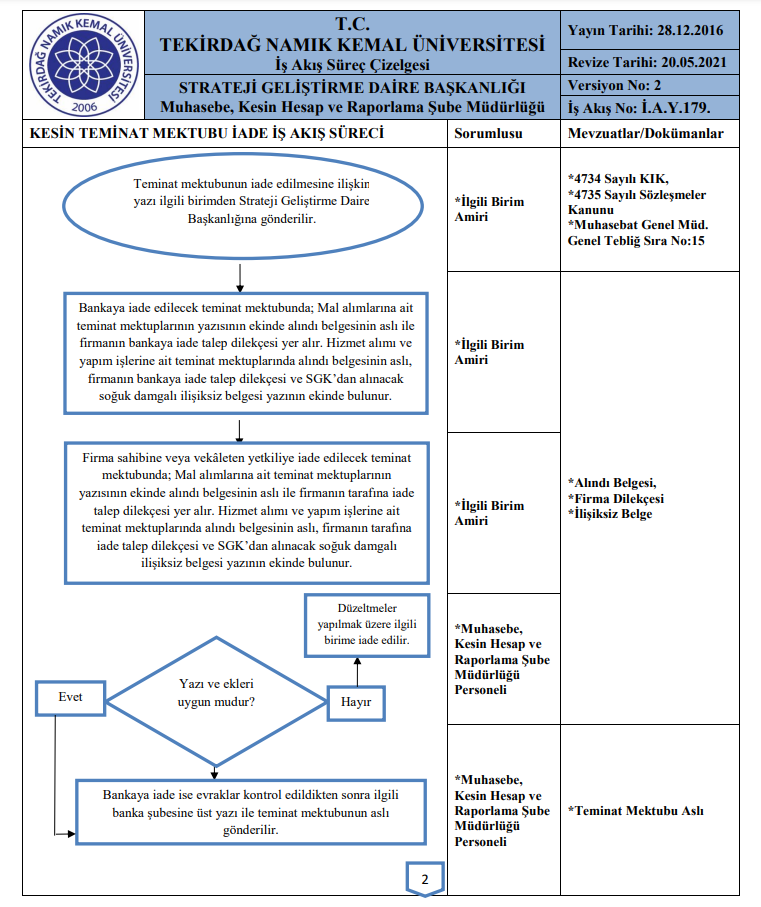 TEKİRDAĞ NAMIK KEMAL ÜNİVERSİTESİ
2006
T.C.
TEKİRDAĞ NAMIK KEMAL ÜNİVERSİTESİ
İş Akış Süreç Çizelgesi
STRATEJİ GELİŞTİRME DAİRE BAŞKANLIĞI
Muhasebe, Kesin Hesap ve Raporlama Şube Müdürlüğü
Yayın Tarihi: 28.12.2016
Revize Tarihi: 20.05.2021
Versiyon No: 2
İş Akış No: İ.A.Y.179.
KESİN TEMİNAT MEKTUBU İADE İŞ AKIŞ SÜRECİ
Sorumlusu
Mevzuatlar/Dokümanlar
Teminat mektubunun iade edilmesine ilişkin
yazı ilgili birimden Strateji Geliştirme Daire
Başkanlığına gönderilir.
*İlgili Birim
Amiri
*4734 Sayılı KIK,
*4735 Sayılı Sözleşmeler
Kanunu
*Muhasebat Genel Müd.
Genel Tebliğ Sıra No:15
Bankaya iade edilecek teminat mektubunda; Mal alımlarına ait
teminat mektuplarının yazısının ekinde alındı belgesinin aslı ile
firmanın bankaya iade talep dilekçesi yer alır. Hizmet alımı ve
yapım işlerine ait teminat mektuplarında alındı belgesinin aslı,
firmanın bankaya iade talep dilekçesi ve SGK’dan alınacak
soğuk damgalı ilişiksiz belgesi yazının ekinde bulunur.
*İlgili Birim
Amiri
Firma sahibine veya vekâleten yetkiliye iade edilecek teminat
mektubunda; Mal alımlarına ait teminat mektuplarının
yazısının ekinde alındı belgesinin aslı ile firmanın tarafına iade
talep dilekçesi yer alır. Hizmet alımı ve yapım işlerine ait
teminat mektuplarında alındı belgesinin aslı, firmanın tarafına
iade talep dilekçesi ve SGK’dan alınacak soğuk damgalı
ilişiksiz belgesi yazının ekinde bulunur.
*İlgili Birim
Amiri
*Alındı Belgesi,
*Firma Dilekçesi
*İlişiksiz Belge
Düzeltmeler
yapılmak üzere ilgili
birime iade edilir.
Yazı ve ekleri
uygun mudur?
Evet
Hayır
*Muhasebe,
Kesin Hesap ve
Raporlama Şube
Müdürlüğü
Personeli
Bankaya iade ise evraklar kontrol edildikten sonra ilgili
banka şubesine üst yazı ile teminat mektubunun aslı
gönderilir.
*Muhasebe,
Kesin Hesap ve
Raporlama Şube
Müdürlüğü
Personeli
*Teminat Mektubu Aslı
2